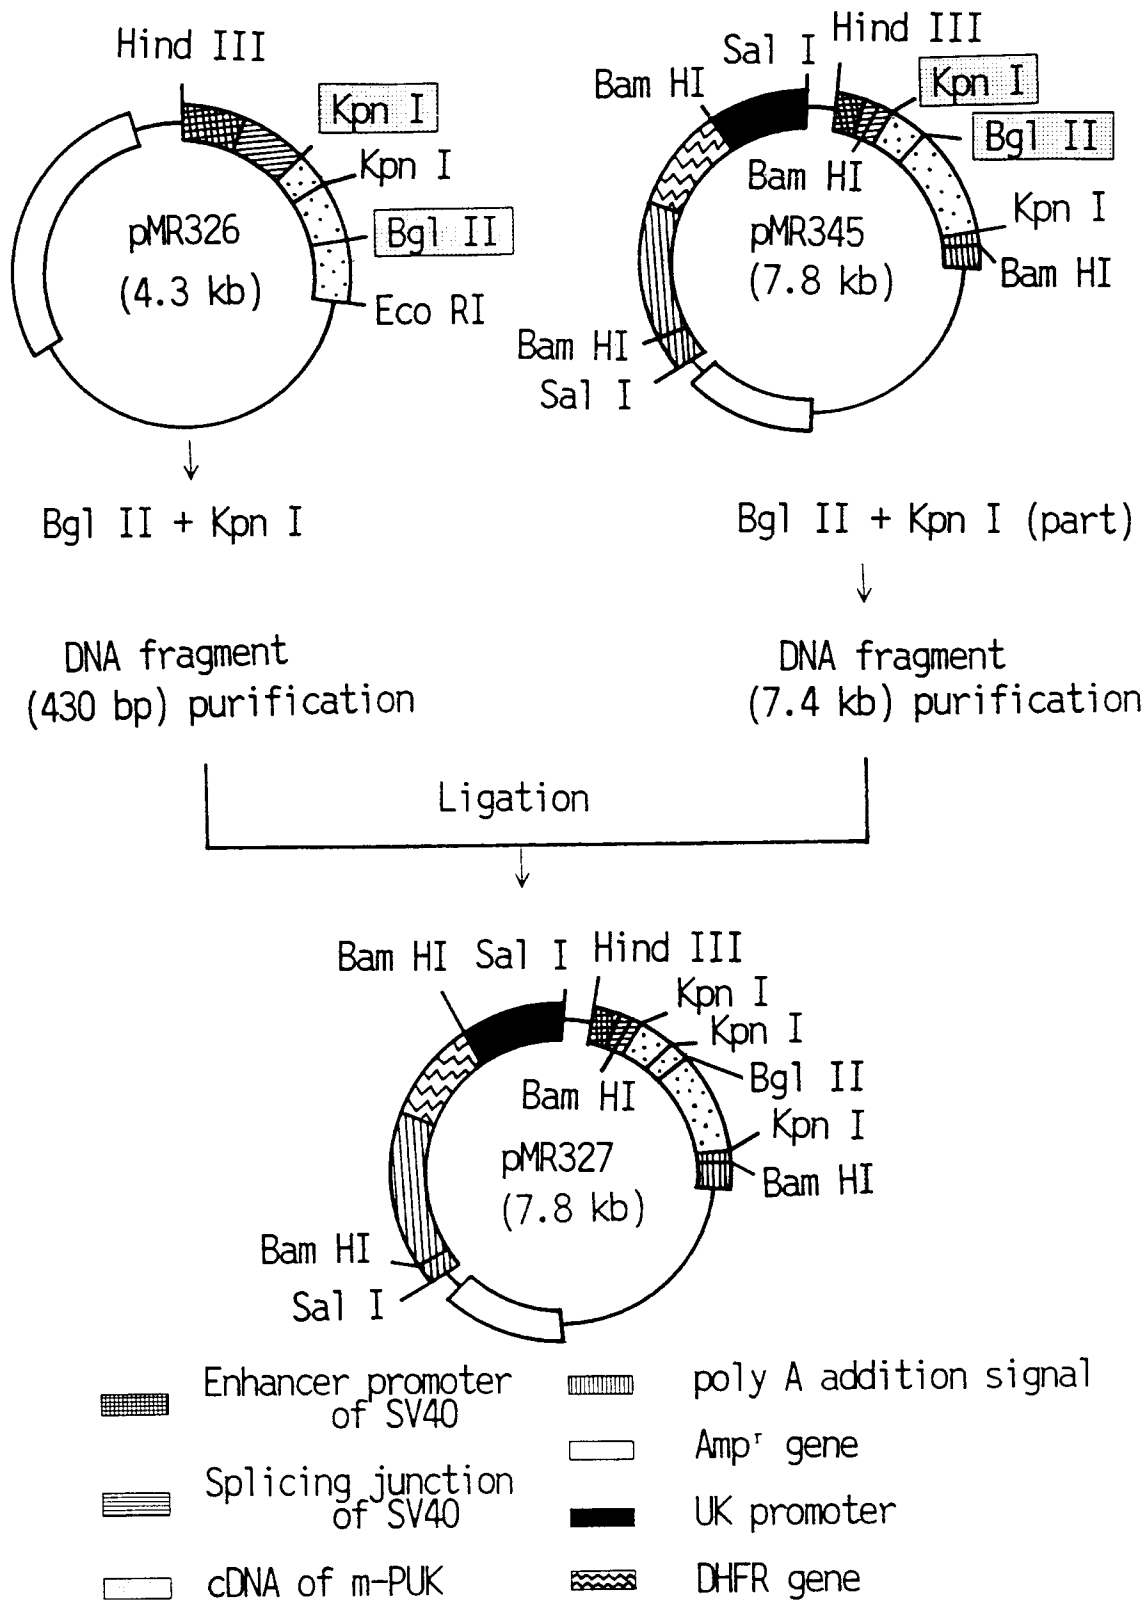 Hind III
Kpn I
Kpn I
pMR326
(4.3 kb)
Bgl II
Eco RI
Sal I
Hind III
Bam HI
Kpn I
Bgl II
Bam HI
Kpn I
pMR345
(7.8 kb)
Bam HI
Bam HI
Sal I
Bgl II + Kpn I
Bgl II + Kpn I (part)
DNA fragment
(430 bp) purification
DNA fragment
(7.4 kb) purification
Ligation
Bam HI
Sal I
Hind III
Kpn I
Kpn I
Bgl II
Bam HI
Kpn I
pMR327
(7.8 kb)
Bam HI
Bam HI
Sal I
Enhancer promoter
of SV40
Splicing junction
of SV40
cDNA of m-PUK
poly A addition signal
Ampʳ gene
UK promoter
DHFR gene